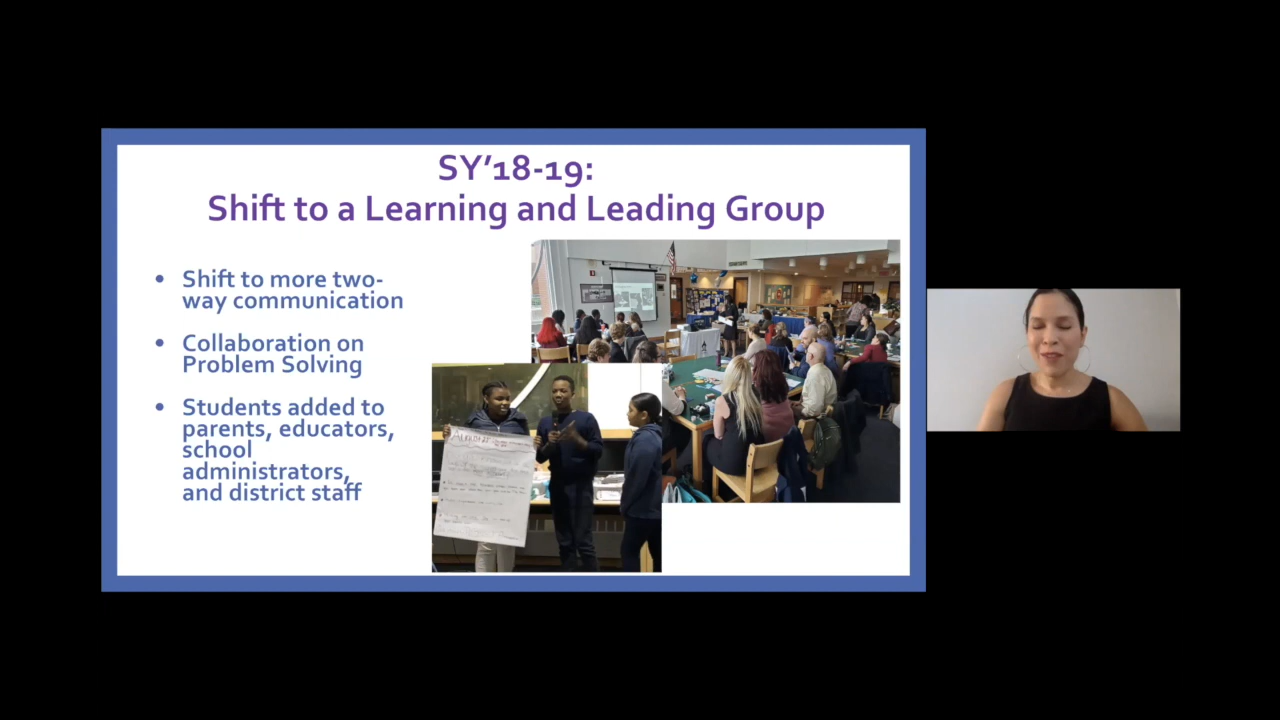 SY’18-19:
Shift to a Learning and Leading Group
• Shift to more two-
way communication
• Collaboration on
Problem Solving
• Students added to
parents, educators,
school
administrators,
and district staff